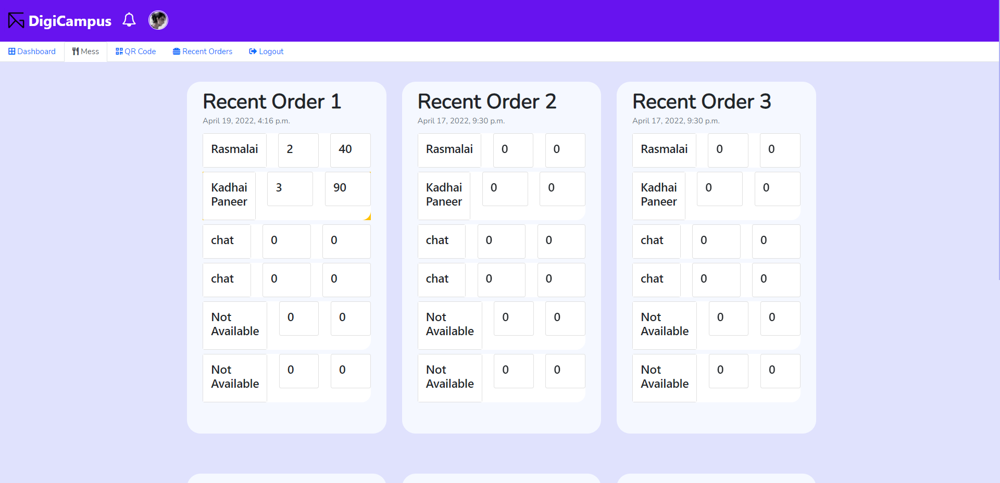 DigiCampus
Dashboard Mess QR Code Recent Orders Logout
Recent Order 1
April 19, 2022, 4:16 p.m.
Rasmalai 2 40
Kadhai 3 90
Paneer
chat 0 0
chat 0 0
Not 0 0
Available
Not 0 0
Available
Recent Order 2
April 17, 2022, 9:30 p.m.
Rasmalai 0 0
Kadhai 0 0
Paneer
chat 0 0
chat 0 0
Not 0 0
Available
Not 0 0
Available
Recent Order 3
April 17, 2022, 9:30 p.m.
Rasmalai 0 0
Kadhai 0 0
Paneer
chat 0 0
chat 0 0
Not 0 0
Available
Not 0 0
Available